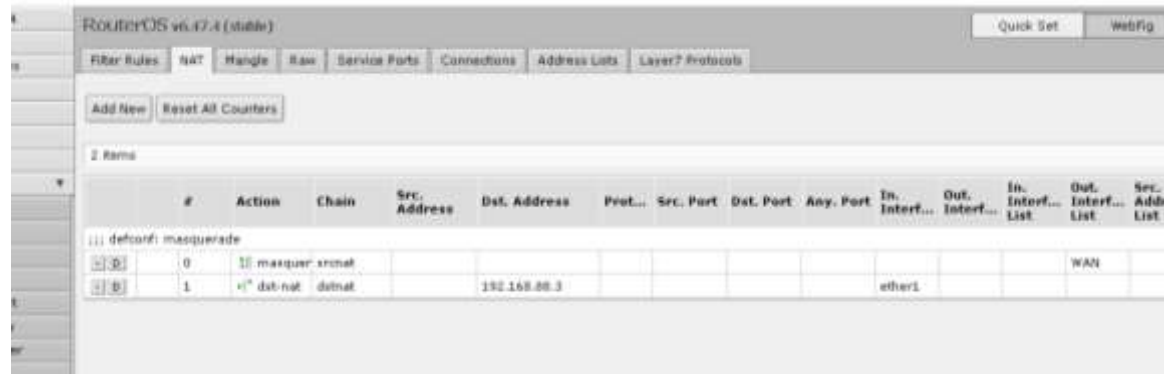 RouterOS v6.47.4 (stable) Quick Set WebFig
Filter Rules NAT Mangle Raw Service Ports Connections Address Lists Layer7 Protocols
Add New Reset All Counters
2 items
# Action Chain Src. Address Dst. Address Prot... Src. Port Dst. Port Any. Port In. Interf... Out. Interf... In. Interf... List Out. Interf... List Src. Addr List
;;; defconf: masquerade
- D 0 masquer srcnat WAN
- D 1 dst-nat dstnat 192.168.88.3 ether1